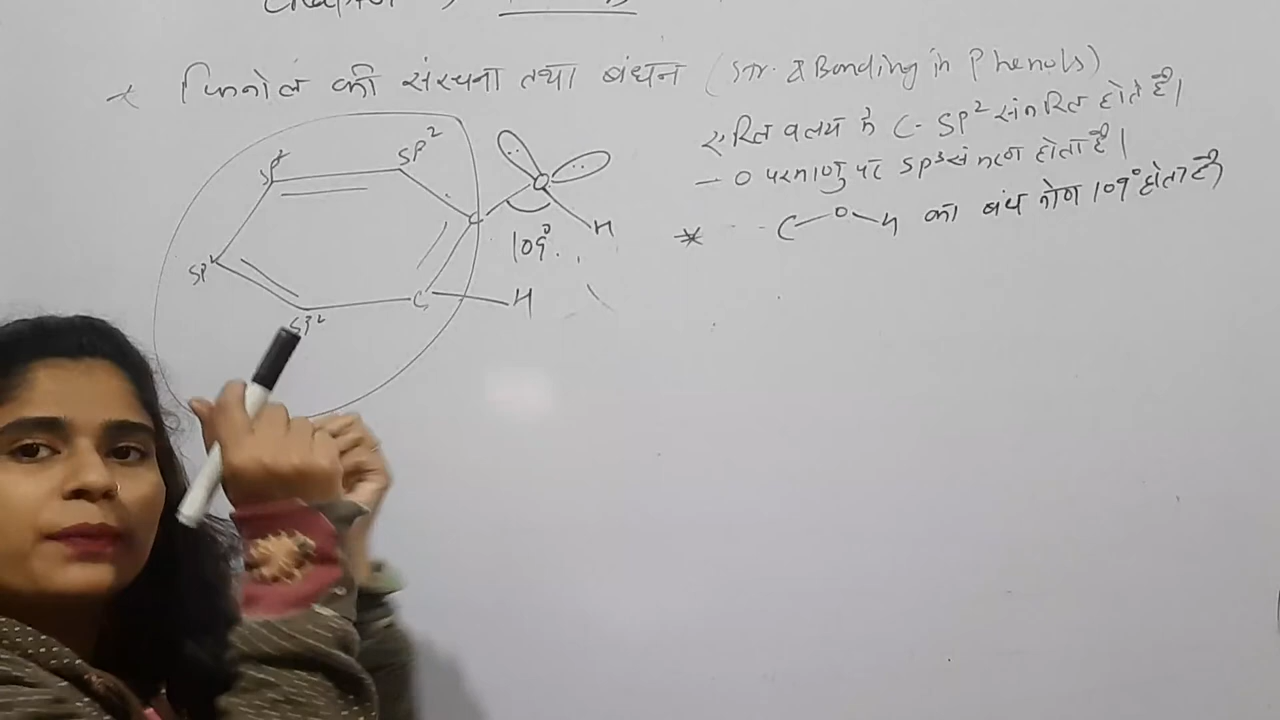 * फिनोल की संरचना तथा बंधन (Str. & Bonding in Phenols)
वलय के C- SP² संकरित होते है।
SP²
SP²
C
H
109°
SP²
C
H
SP²
- O परमाणु पर SP³ संकरण होता है।
* C-O-H का बंध कोण 109° होता है